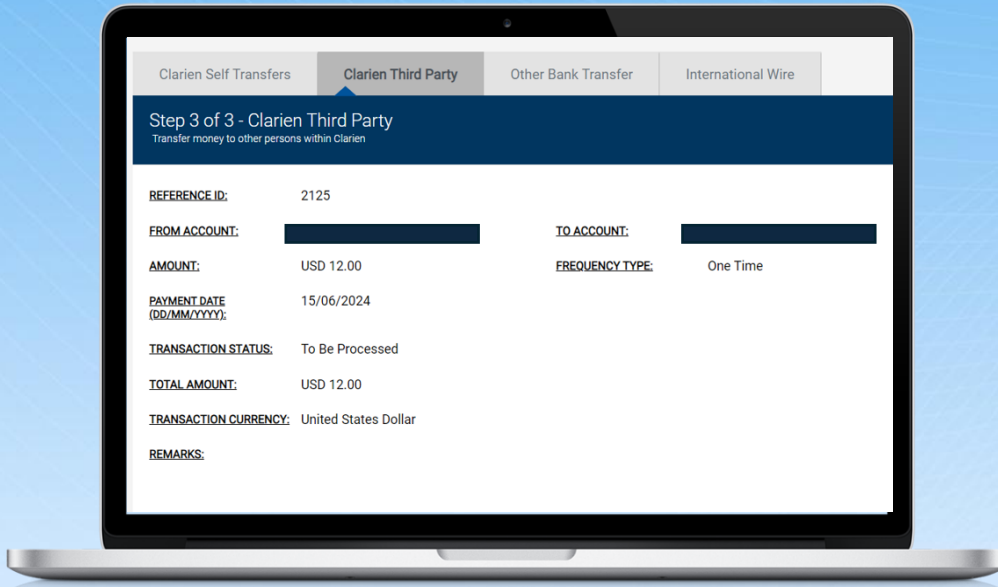 Clarien Self Transfers
Clarien Third Party
Other Bank Transfer
International Wire
Step 3 of 3 - Clarien Third Party
Transfer money to other persons within Clarien
REFERENCE ID: 2125
FROM ACCOUNT: TO ACCOUNT:
AMOUNT: USD 12.00 FREQUENCY TYPE: One Time
PAYMENT DATE 15/06/2024
(DD/MM/YYYY):
TRANSACTION STATUS: To Be Processed
TOTAL AMOUNT: USD 12.00
TRANSACTION CURRENCY: United States Dollar
REMARKS: